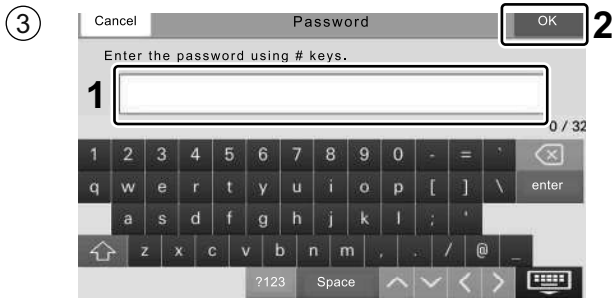 3
Cancel Password OK 2
Enter the password using # keys.
1
0 / 32
1 2 3 4 5 6 7 8 9 0 - = `
q w e r t y u i o p [ ] \ enter
a s d f g h j k l ; '
z x c v b n m , . / @ _
?123 Space